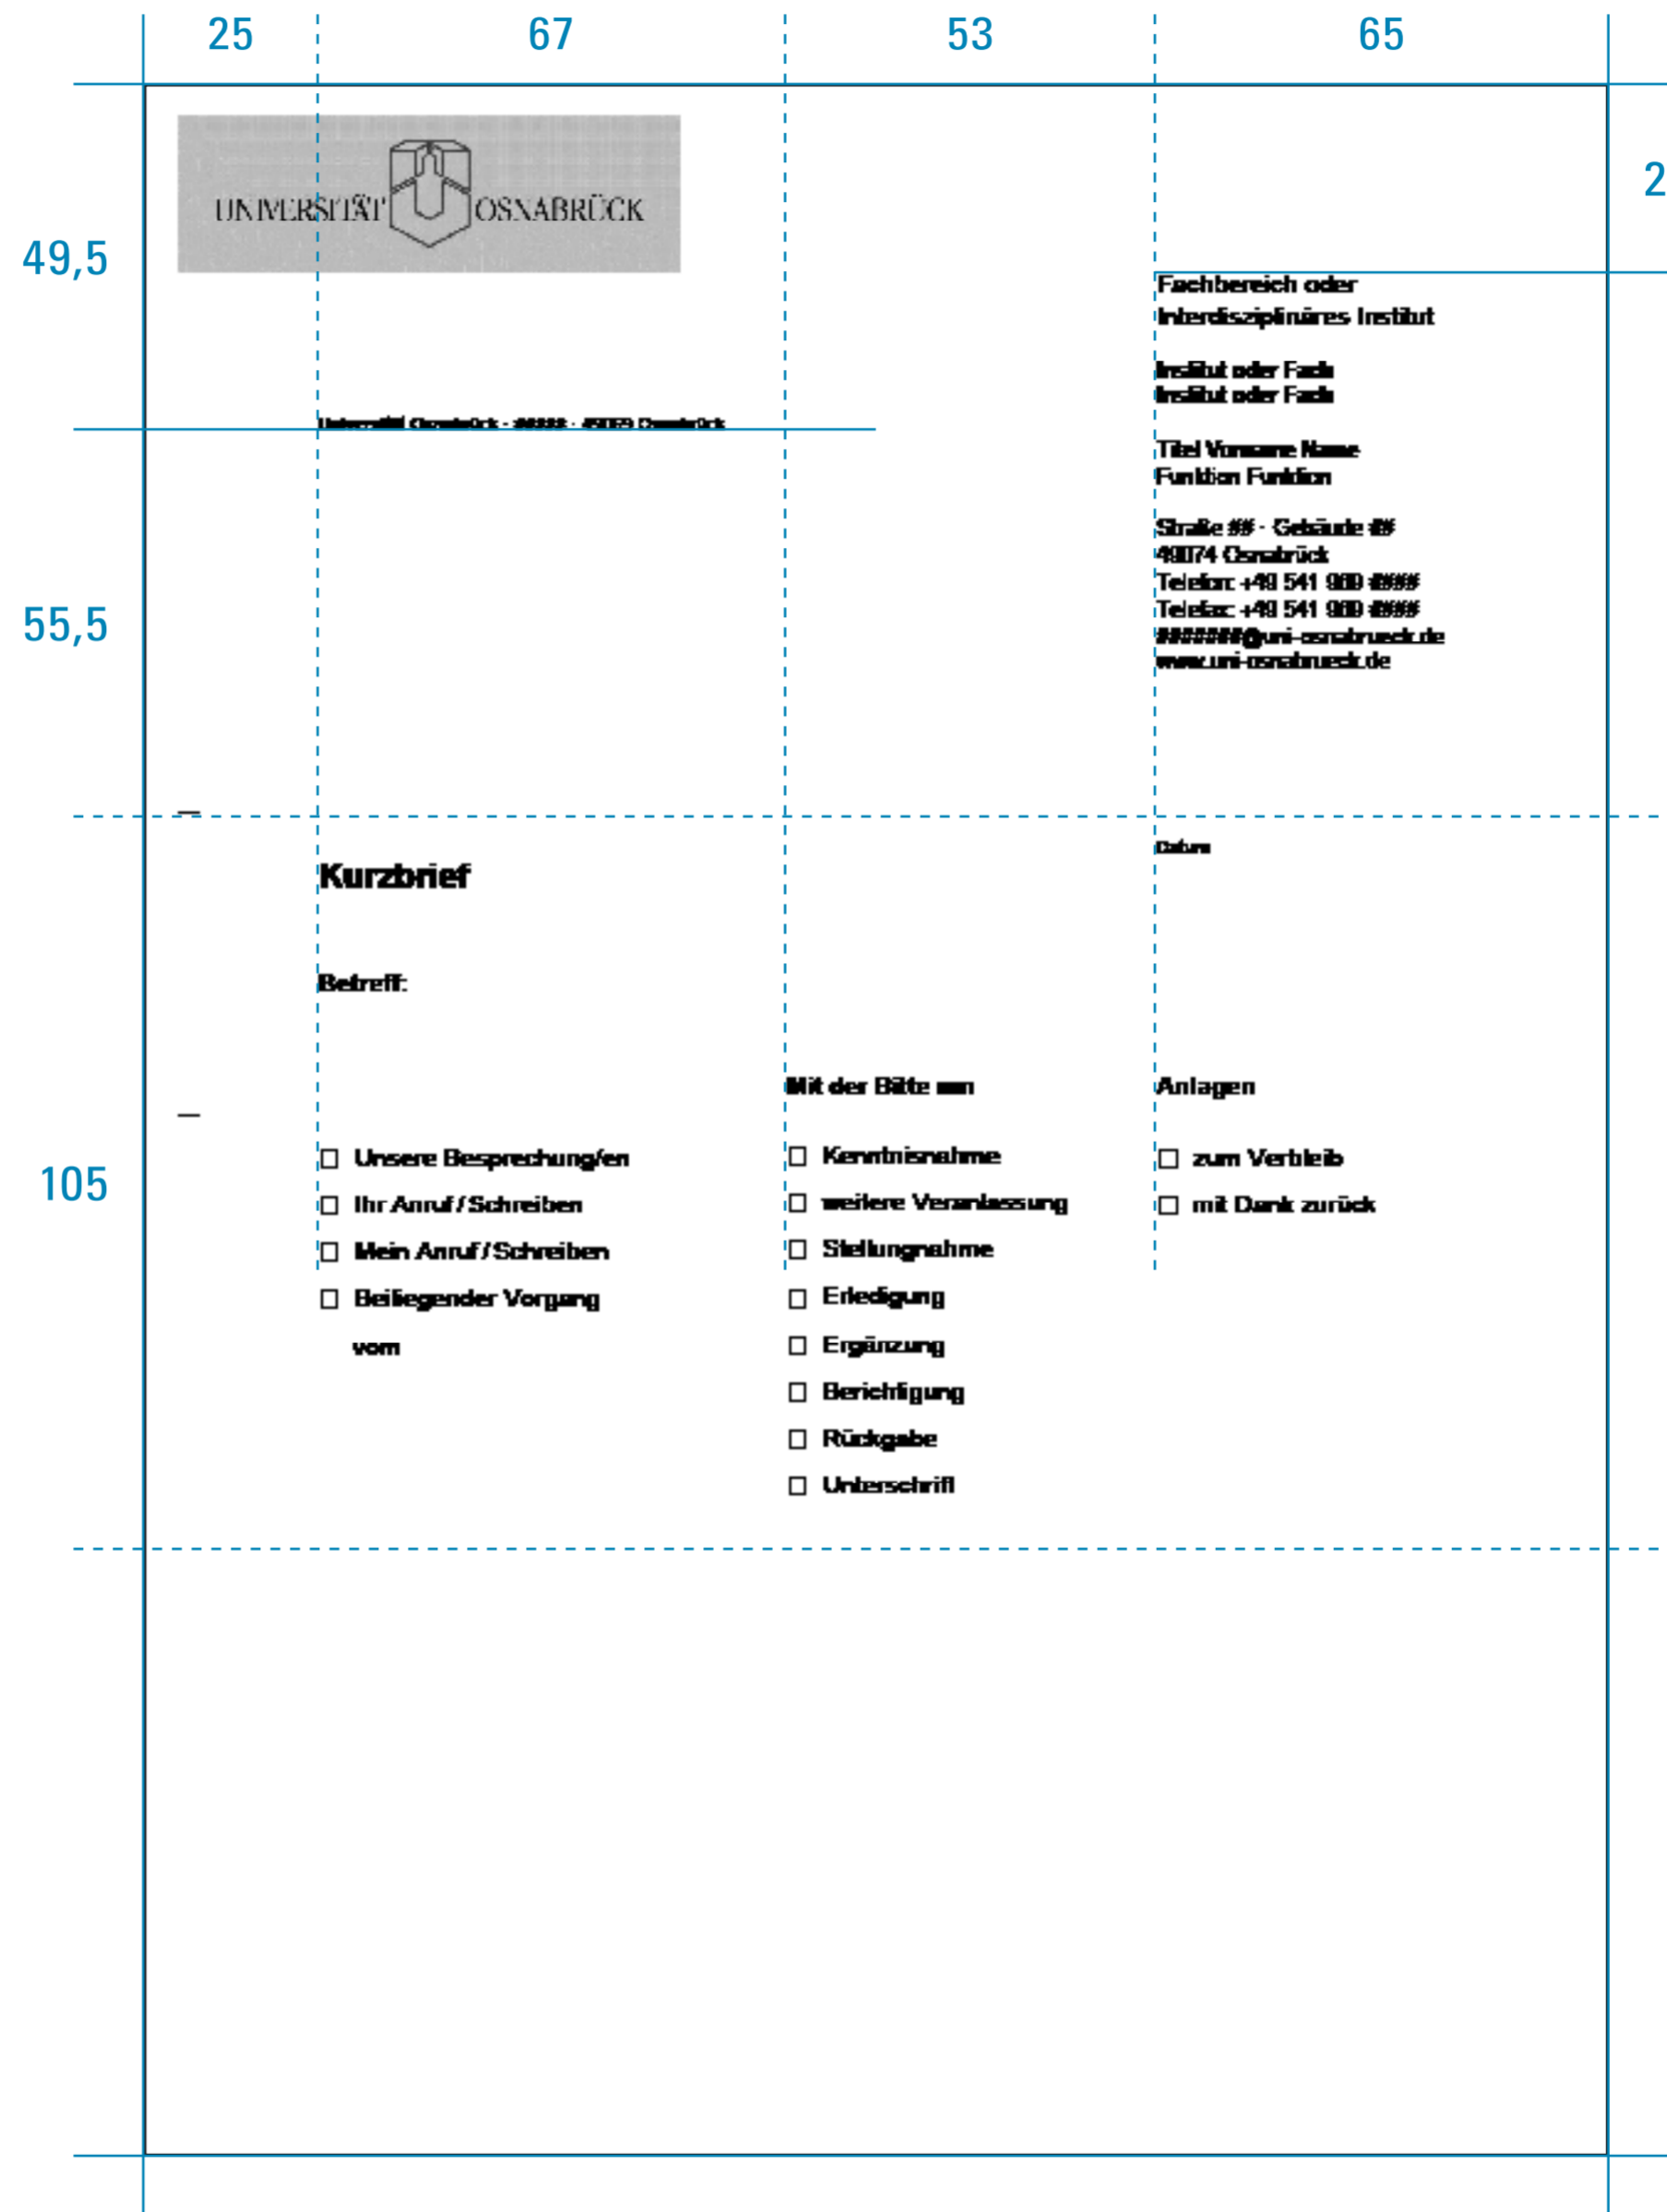 25 67 53 65
2
UNIVERSITÄT OSNABRÜCK
49,5
Fachbereich oder
Interdisziplinäres Institut
Institut oder Fach
Institut oder Fach
Universität Osnabrück · ##### · 49069 Osnabrück
Titel Vorname Name
Funktion Funktion
Straße ## · Gebäude ##
49074 Osnabrück
Telefon: +49 541 969 ####
Telefax: +49 541 969 ####
#######@uni-osnabrueck.de
www.uni-osnabrueck.de
55,5
Datum
Kurzbrief
Betreff:
Mit der Bitte um
Anlagen
105
Unsere Besprechung/en
Ihr Anruf/Schreiben
Mein Anruf/Schreiben
Beiliegender Vorgang
vom
Kenntnisnahme
weitere Veranlassung
Stellungnahme
Erledigung
Ergänzung
Berichtigung
Rückgabe
Unterschrift
zum Verbleib
mit Dank zurück